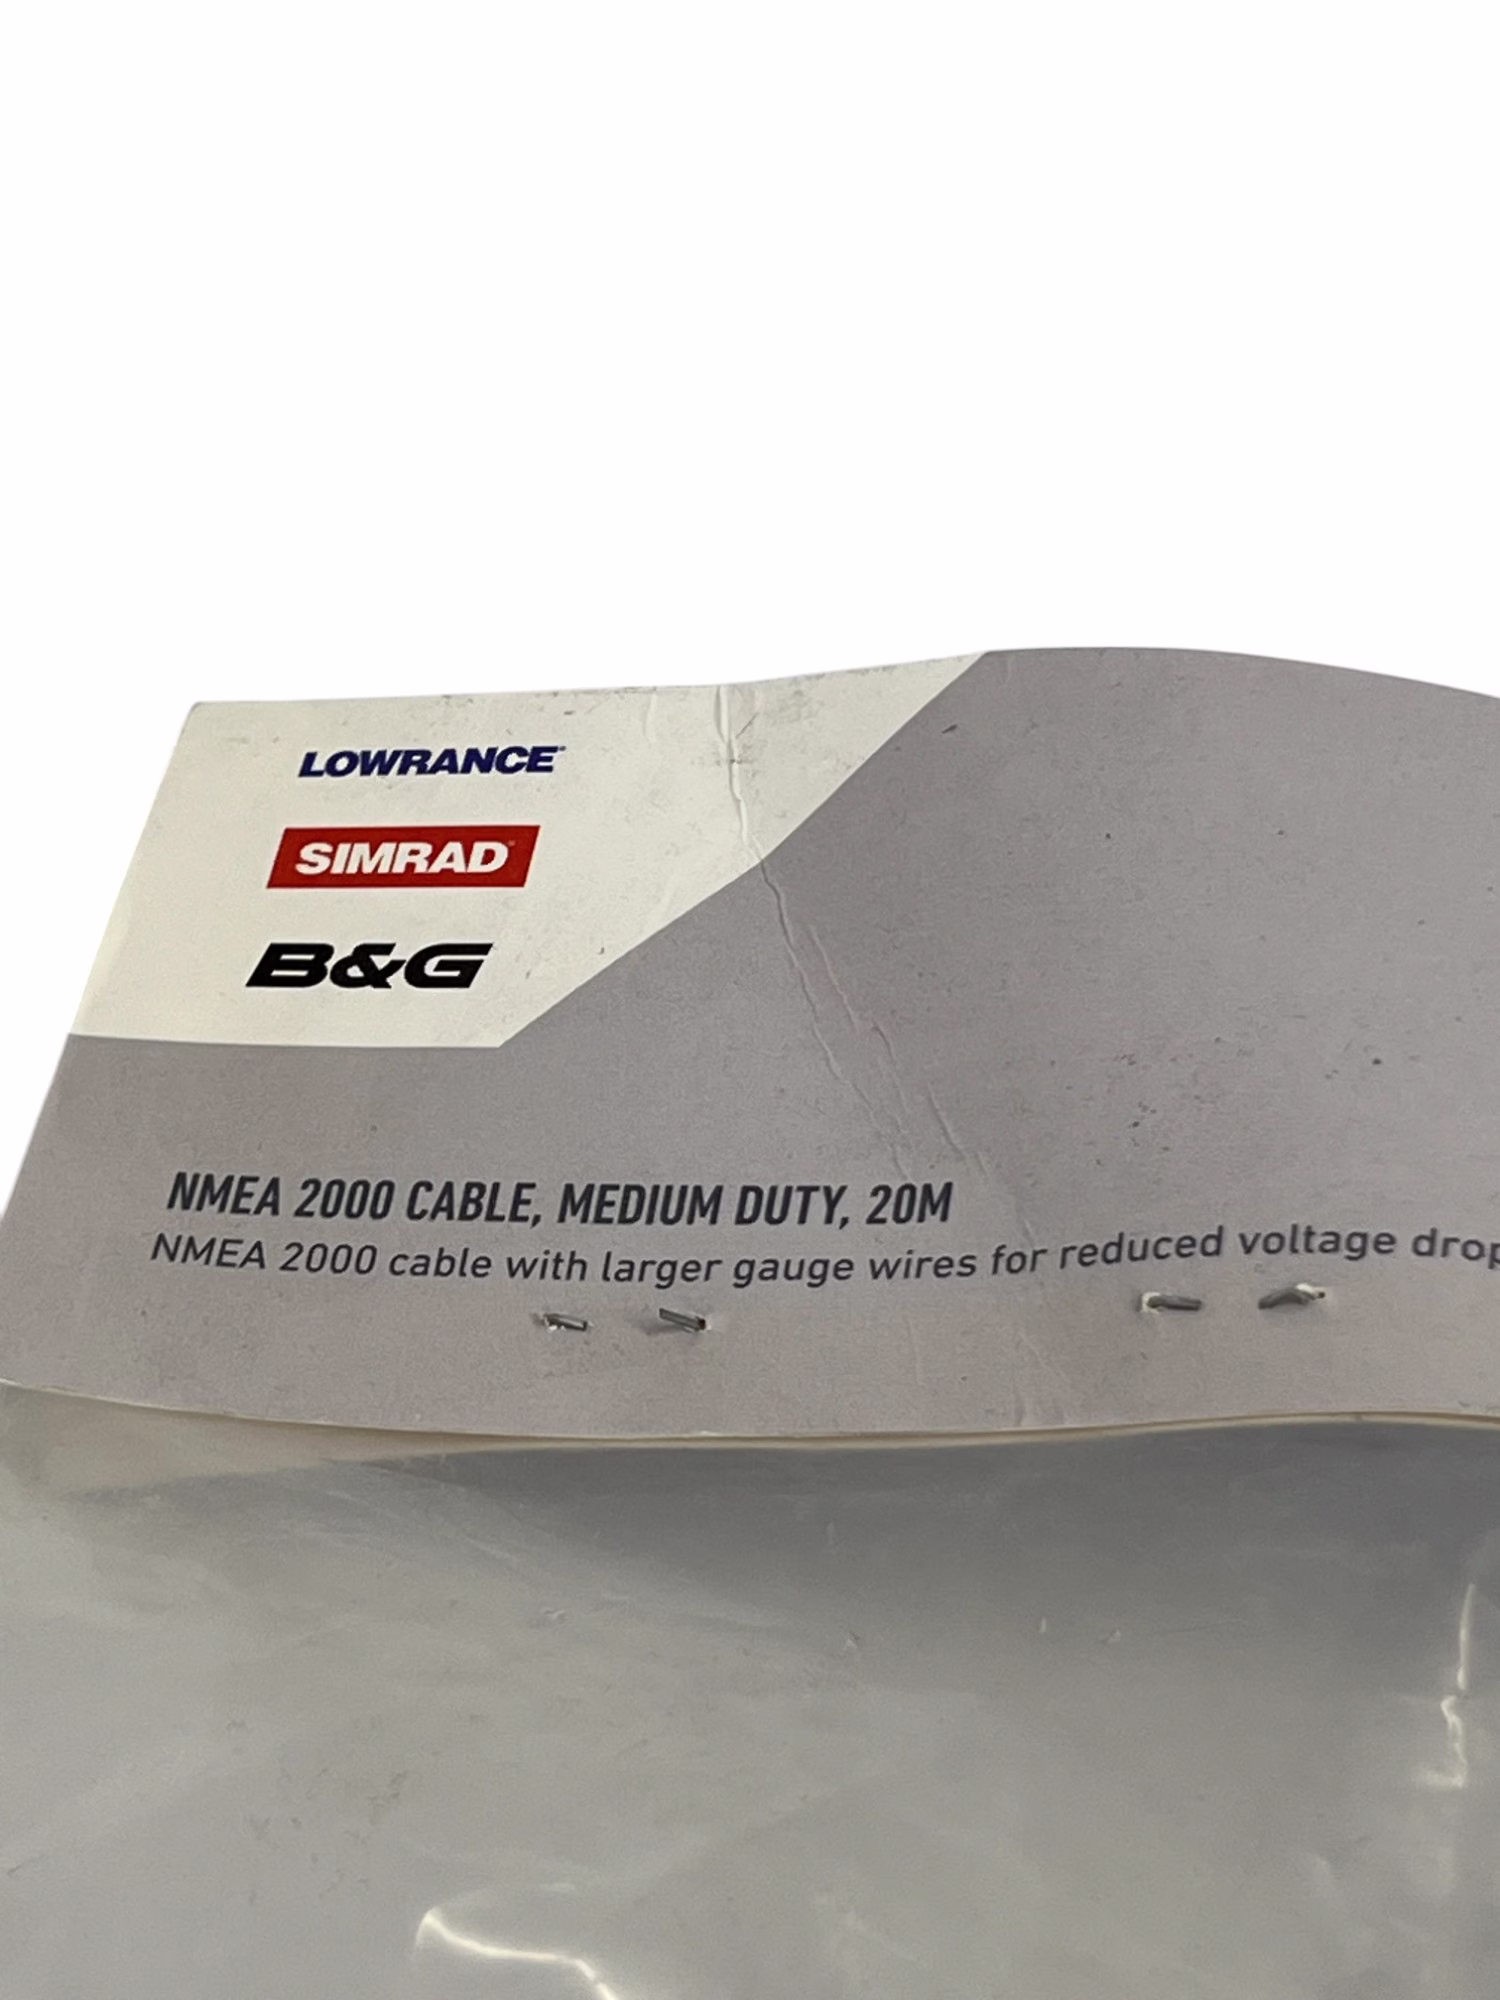 LOWRANCE
SIMRAD
B&G
NMEA 2000 CABLE, MEDIUM DUTY, 20M
NMEA 2000 cable with larger gauge wires for reduced voltage drop